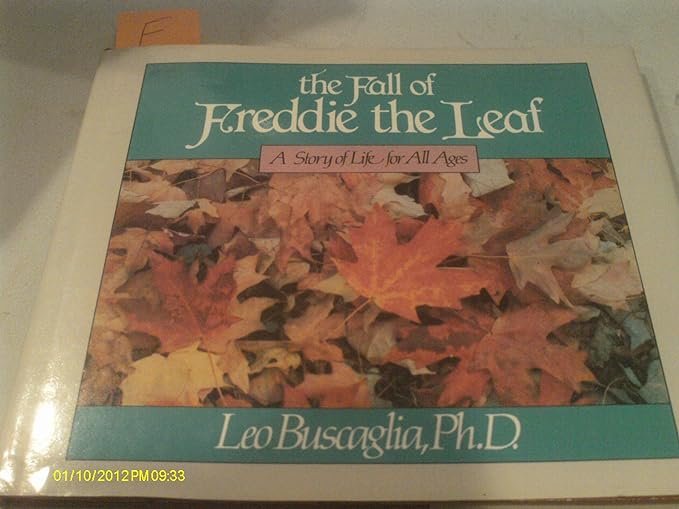 F
the Fall of
Freddie the Leaf
A Story of Life for All Ages
Leo Buscaglia, Ph.D.
01/10/2012 PM 09:33